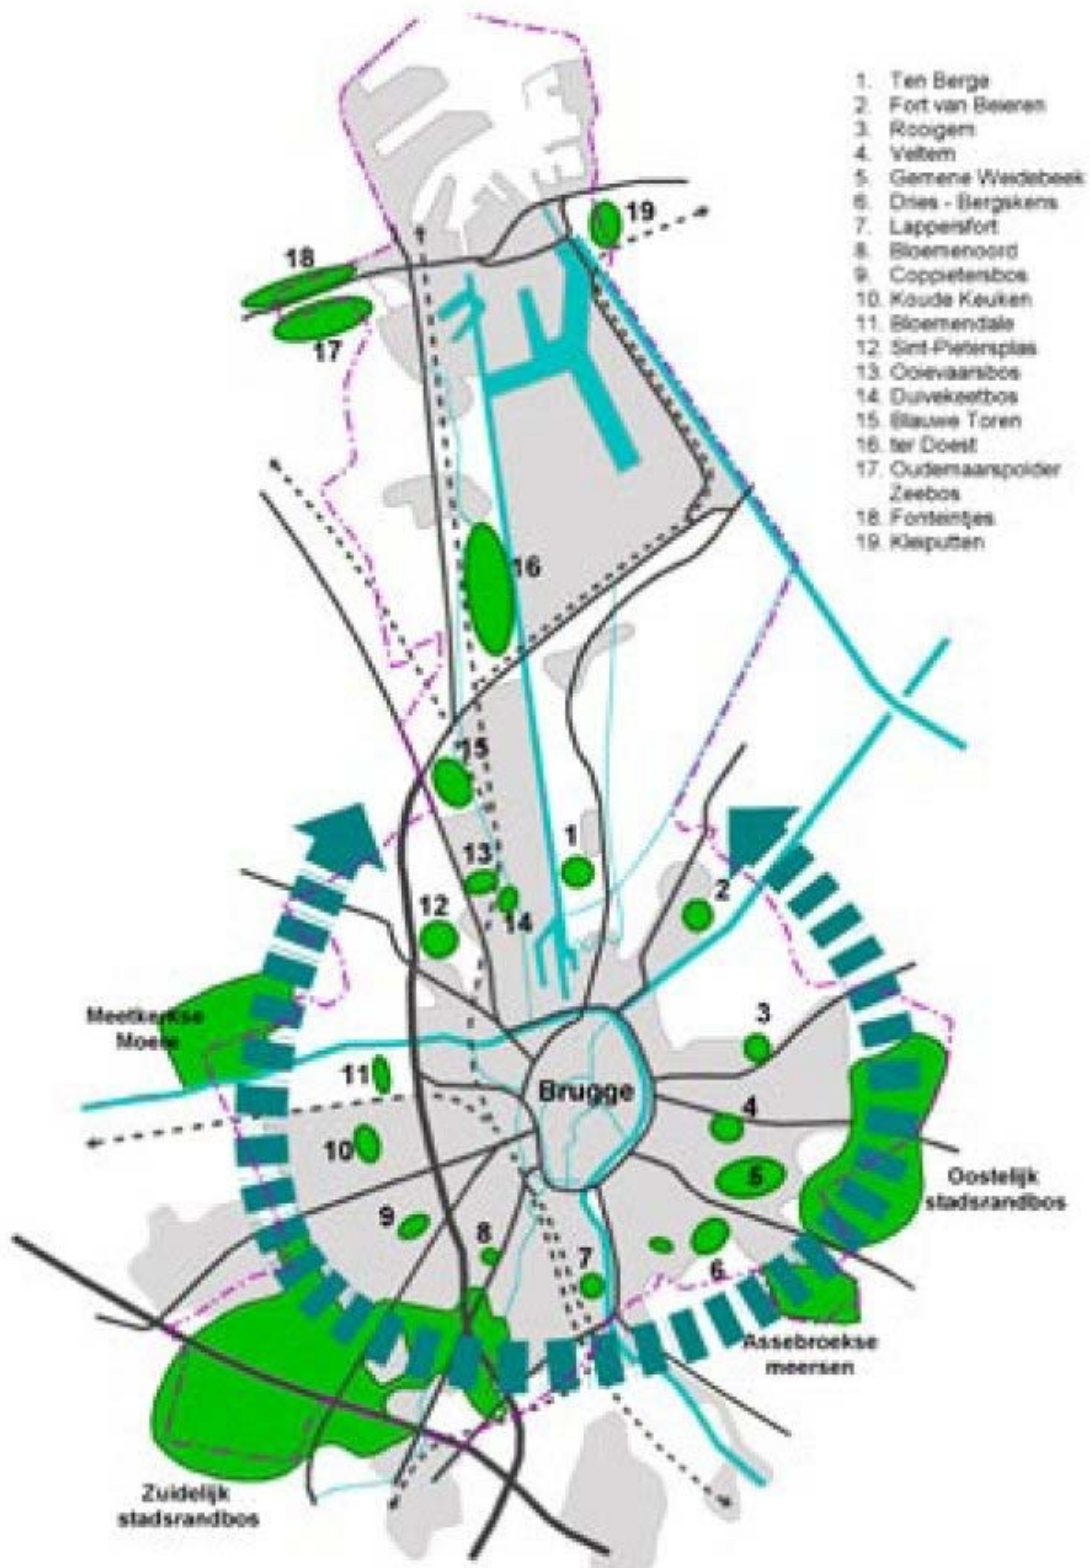 1. Ten Berge
2. Fort van Beieren
3. Rooigem
4. Veltem
5. Gemene Weidebeek
6. Dries - Bergskens
7. Lappersfort
8. Bloemenoord
9. Coppietersbos
10. Koude Keuken
11. Bloemendale
12. Sint-Pietersplas
13. Ooievaarsbos
14. Duivekeetbos
15. Blauwe Toren
16. ter Doest
17. Oudemaarspolder
Zeebos
18. Fonteintjes
19. Kleiputten
19
18
17
16
15
1
13
2
12
14
Meetkerkse
Moere
3
11
Brugge
4
10
5
Oostelijk
stadsrandbos
9
8
7
6
Assebroekse
meersen
Zuidelijk
stadsrandbos